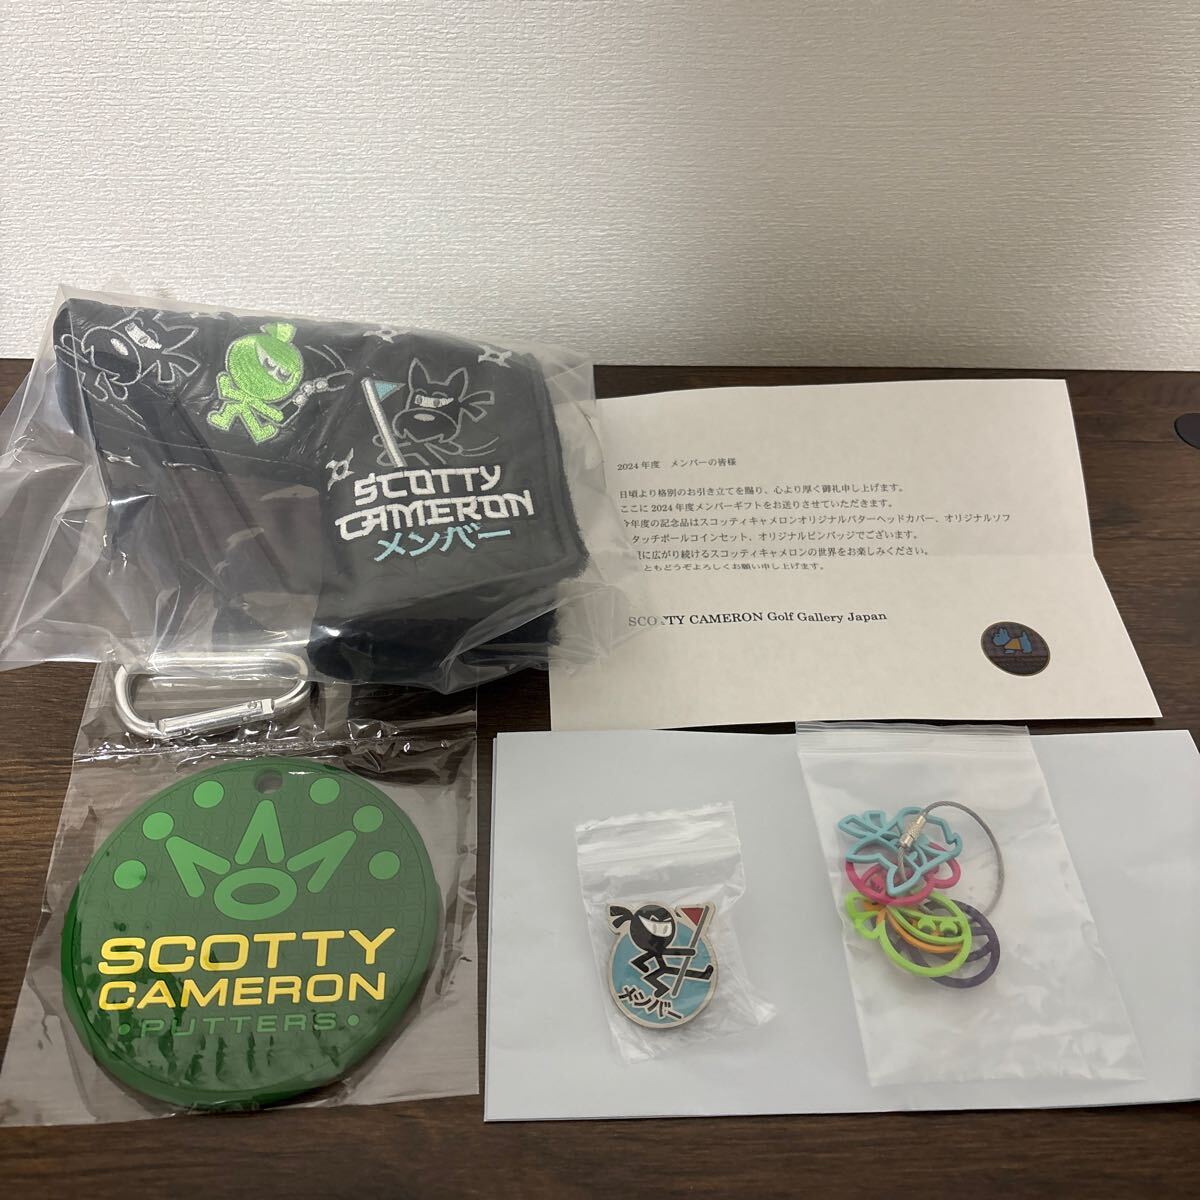 SCOTTY
CAMERON
メンバー
2024 年度 メンバーの皆様
日頃より格別のお引き立てを賜り、心より厚く御礼申し上げます。
ここに 2024 年度メンバーギフトをお送りさせていただきます。
今年度の記念品はスコッティキャメロンオリジナルパターヘッドカバー、オリジナルソフ
タッチボールコインセット、オリジナルピンバッジでございます。
に広がり続けるスコッティキャメロンの世界をお楽しみください。
ともどうぞよろしくお願い申し上げます。
SCOTTY CAMERON Golf Gallery Japan
SCOTTY
CAMERON
• PUTTERS •
メンバー